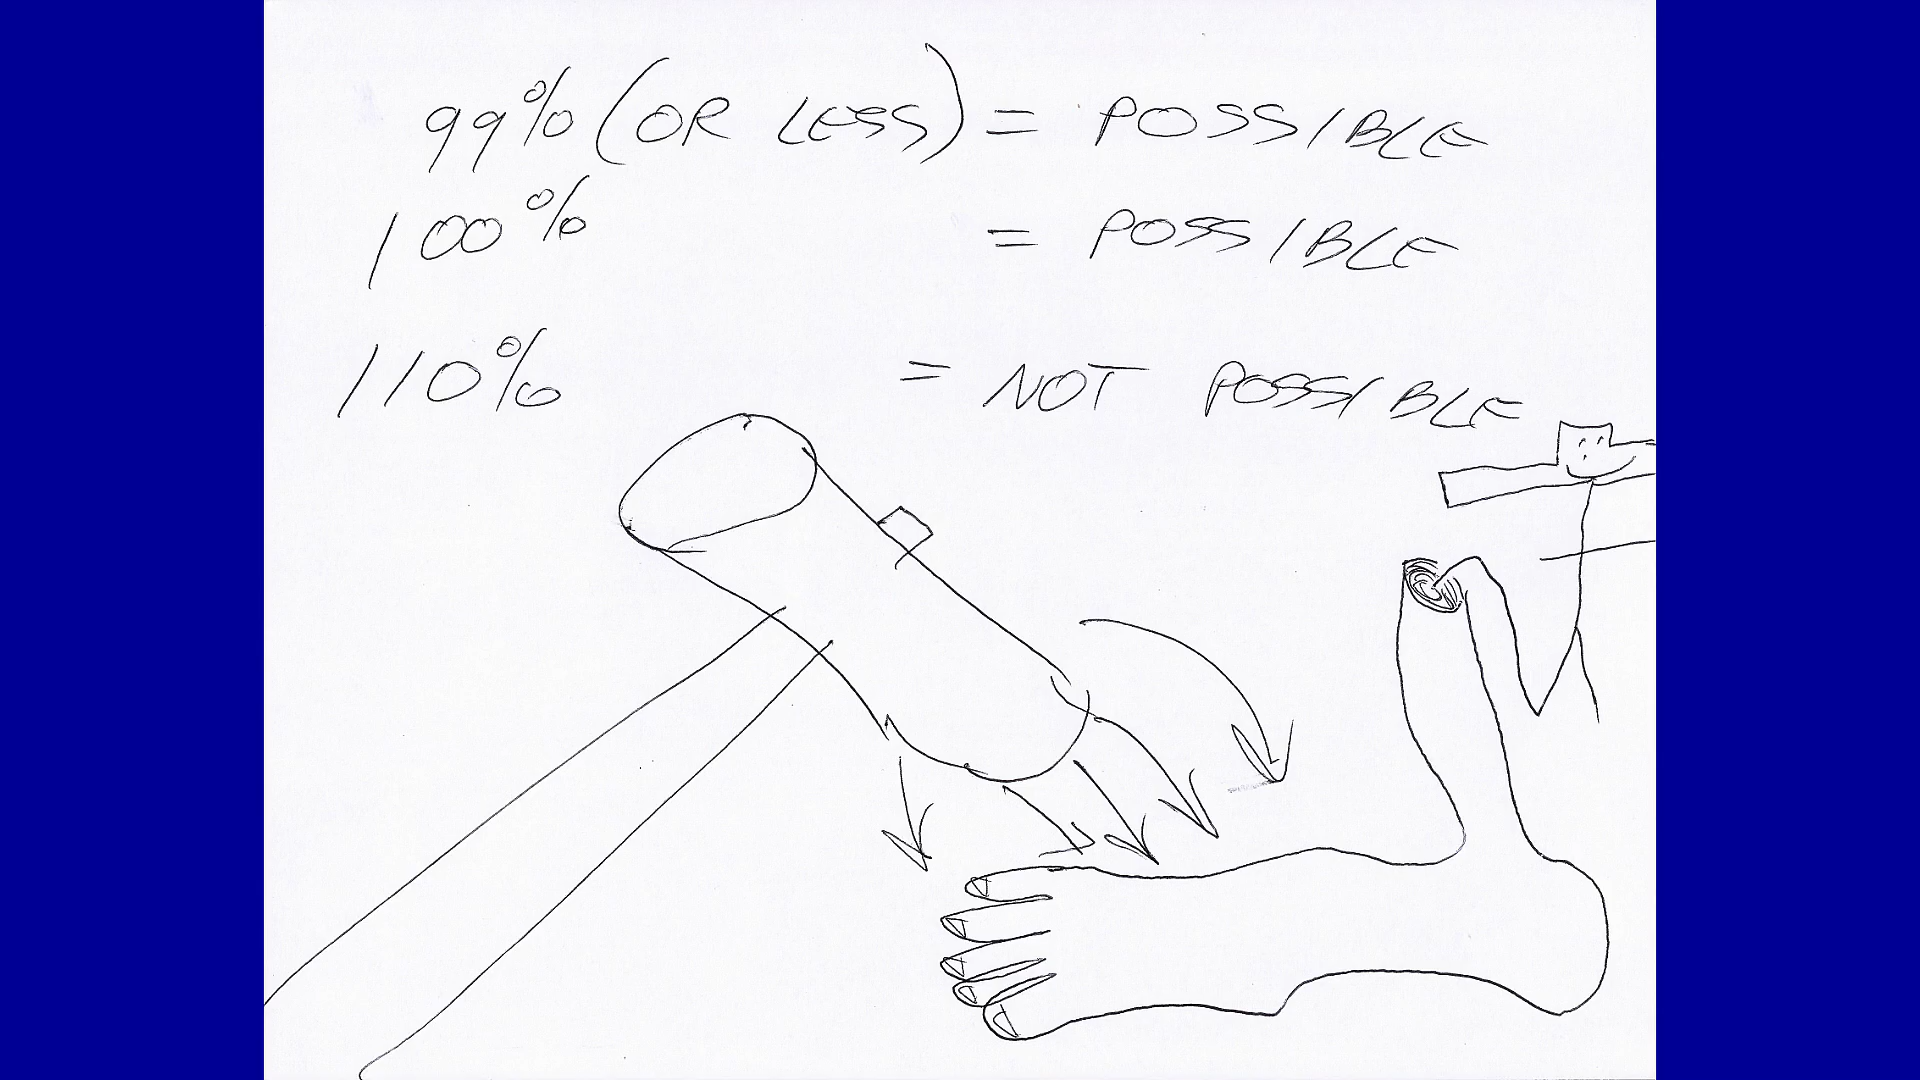 99% (OR LESS) = POSSIBLE
100% = POSSIBLE
110% = NOT POSSIBLE